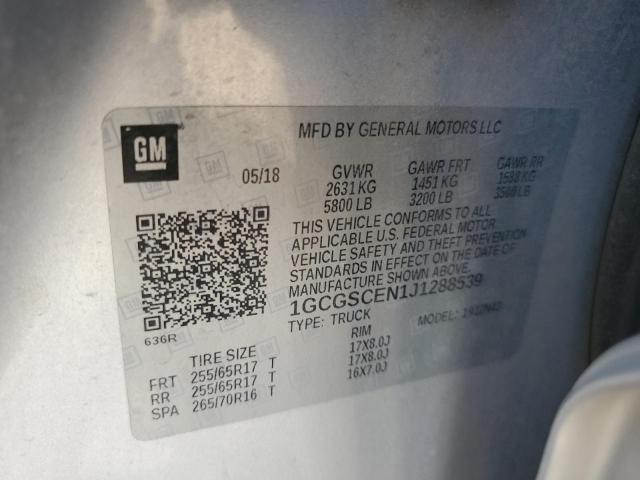 GM
MFD BY GENERAL MOTORS LLC
05/18 GVWR GAWR FRT GAWR RR
2631 KG 1451 KG 1588 KG
5800 LB 3200 LB 3500 LB
THIS VEHICLE CONFORMS TO ALL
APPLICABLE U.S. FEDERAL MOTOR
VEHICLE SAFETY AND THEFT PREVENTION
STANDARDS IN EFFECT ON THE DATE OF
MANUFACTURE SHOWN ABOVE.
1GCGSCEN1J1288539
TYPE: TRUCK MODEL:
636R
TIRE SIZE RIM
FRT 255/65R17 T 17X8.0J
RR 255/65R17 T 17X8.0J
SPA 265/70R16 T 16X7.0J